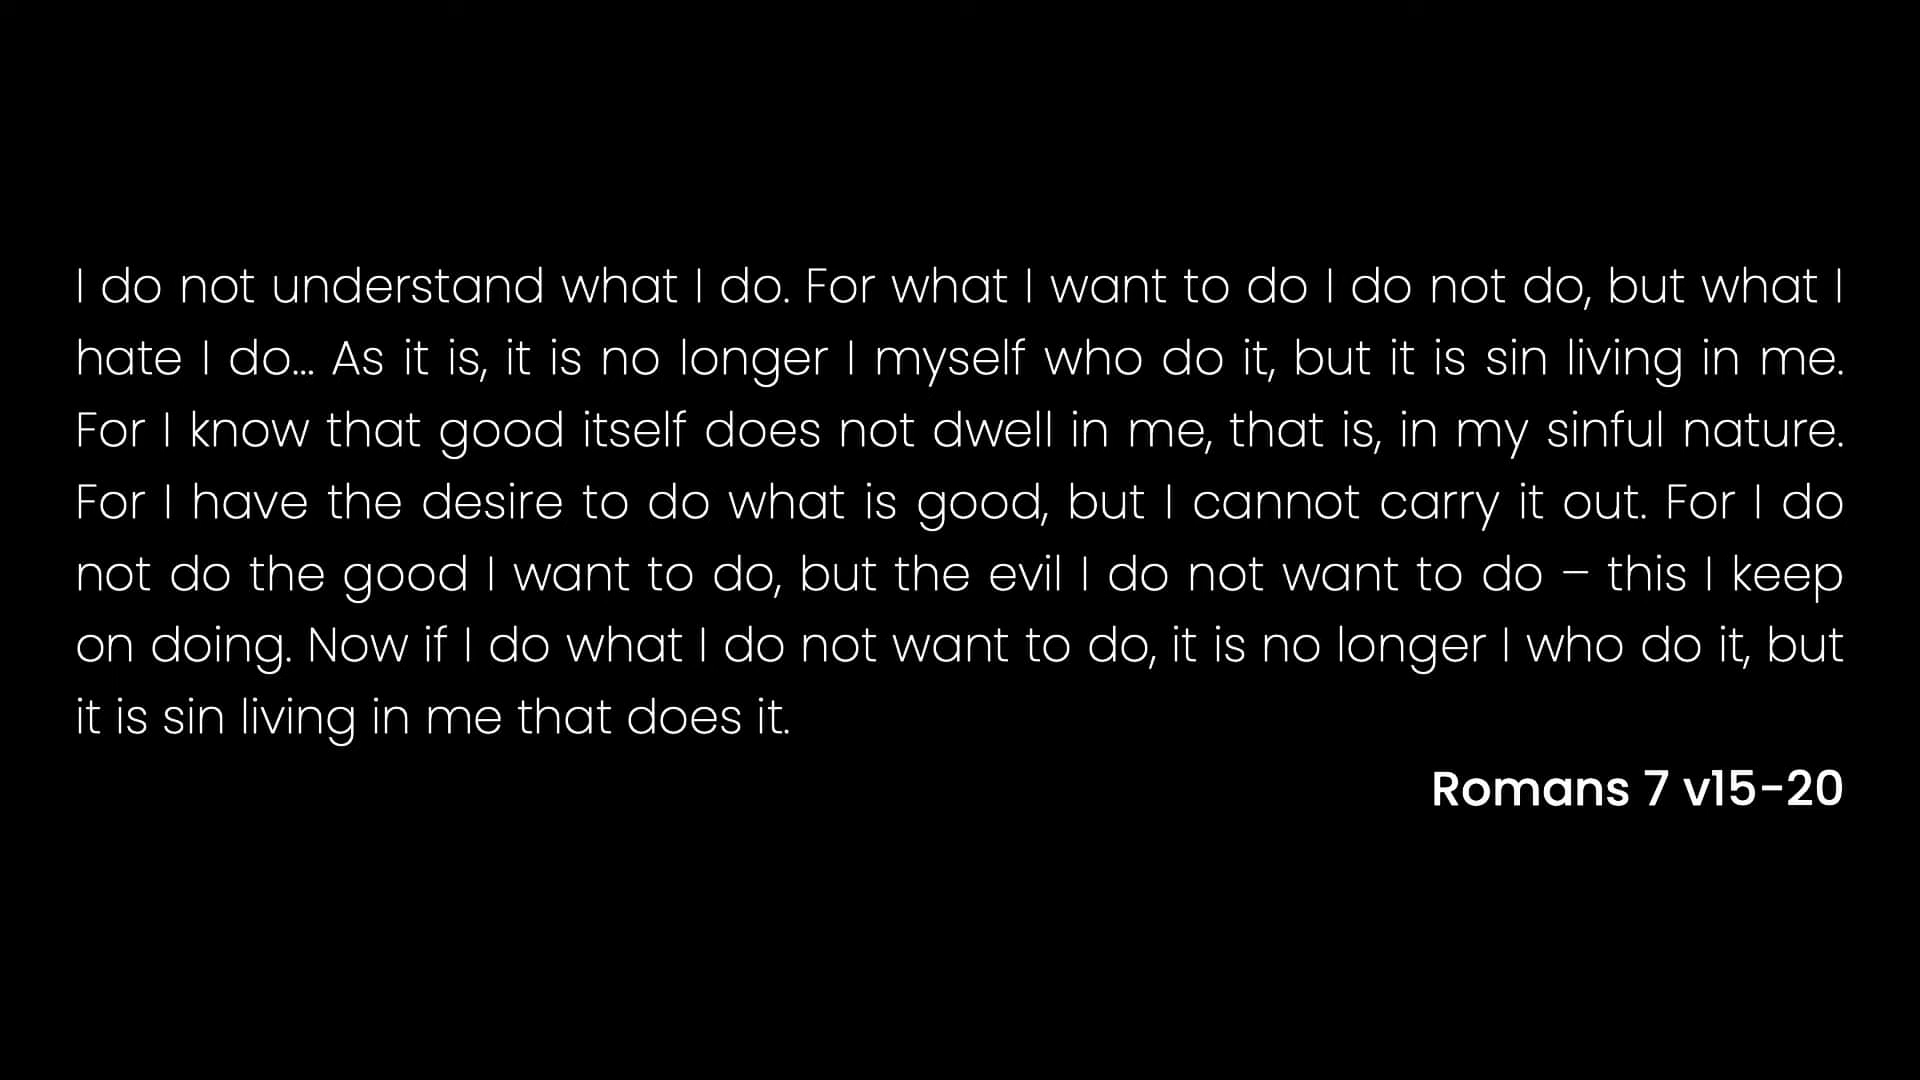 I do not understand what I do. For what I want to do I do not do, but what I
hate I do... As it is, it is no longer I myself who do it, but it is sin living in me.
For I know that good itself does not dwell in me, that is, in my sinful nature.
For I have the desire to do what is good, but I cannot carry it out. For I do
not do the good I want to do, but the evil I do not want to do – this I keep
on doing. Now if I do what I do not want to do, it is no longer I who do it, but
it is sin living in me that does it.
Romans 7 v15-20